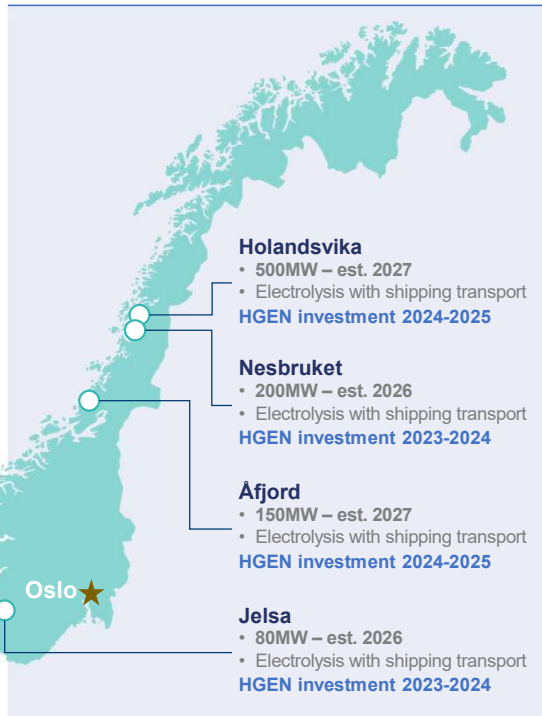 Holandsvika
• 500MW – est. 2027
• Electrolysis with shipping transport
HGEN investment 2024-2025
Nesbruket
• 200MW – est. 2026
• Electrolysis with shipping transport
HGEN investment 2023-2024
Åfjord
• 150MW – est. 2027
• Electrolysis with shipping transport
HGEN investment 2024-2025
Oslo
Jelsa
• 80MW – est. 2026
• Electrolysis with shipping transport
HGEN investment 2023-2024